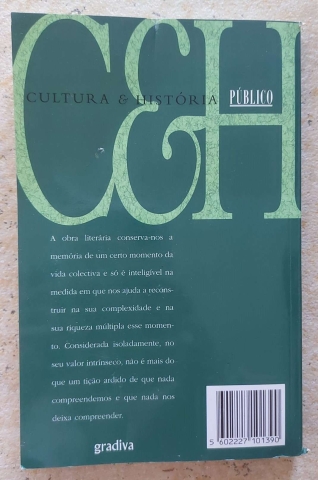 C&H
CULTURA & HISTÓRIA PÚBLICO
A obra literária conserva-nos a
memória de um certo momento da
vida colectiva e só é inteligível na
medida em que nos ajuda a recons-
truir na sua complexidade e na
sua riqueza múltipla esse momen-
to. Considerada isoladamente, no
seu valor intrínseco, não é mais do
que um tição ardido de que nada
compreendemos e que nada nos
deixa compreender.
gradiva
5 602227 101390